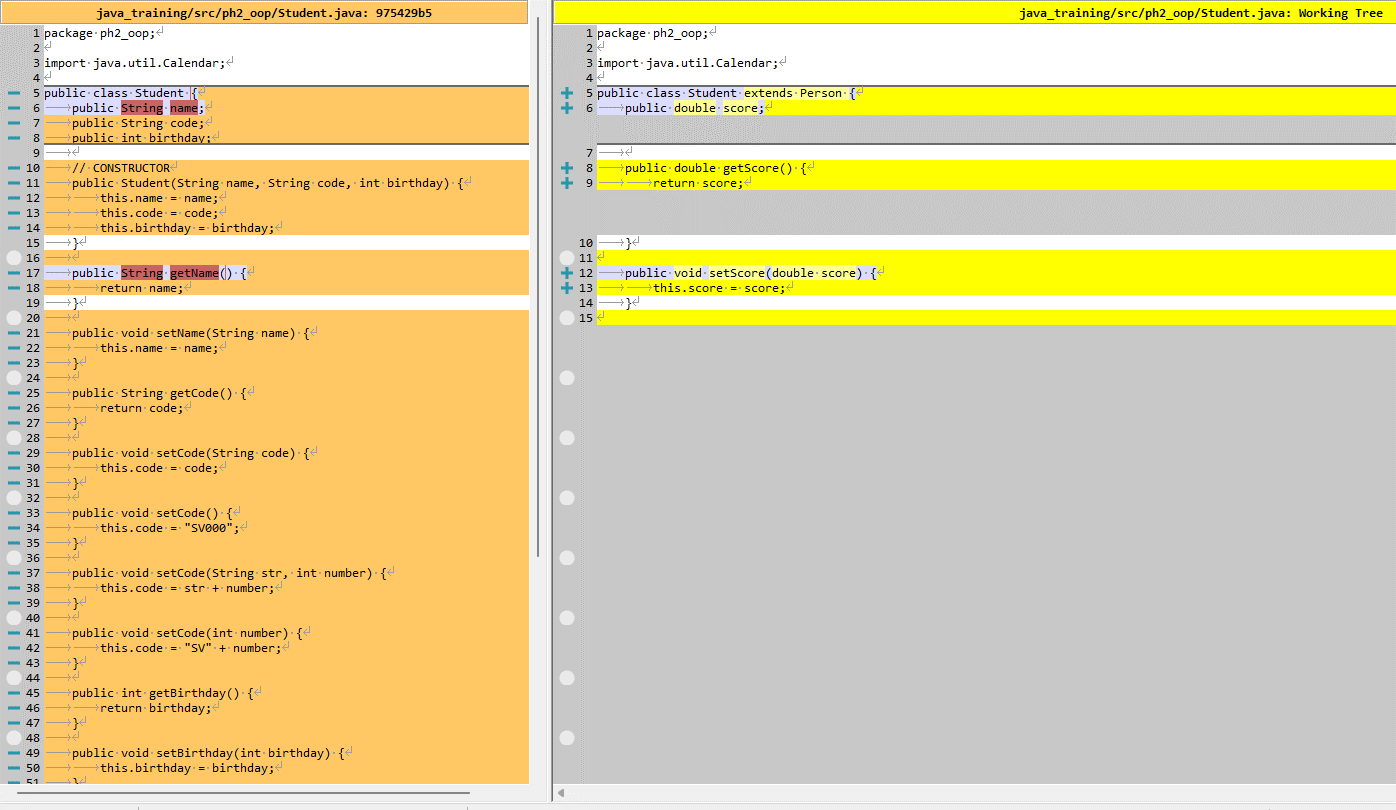 java_training/src/ph2_oop/Student.java: 975429b5
1 package ph2_oop;
2
3 import java.util.Calendar;
4
5 public class Student {
6 public String name;
7 public String code;
8 public int birthday;
9
10 // CONSTRUCTOR
11 public Student(String name, String code, int birthday) {
12 this.name = name;
13 this.code = code;
14 this.birthday = birthday;
15 }
16
17 public String getName() {
18 return name;
19 }
20
21 public void setName(String name) {
22 this.name = name;
23 }
24
25 public String getCode() {
26 return code;
27 }
28
29 public void setCode(String code) {
30 this.code = code;
31 }
32
33 public void setCode() {
34 this.code = "SV000";
35 }
36
37 public void setCode(String str, int number) {
38 this.code = str + number;
39 }
40
41 public void setCode(int number) {
42 this.code = "SV" + number;
43 }
44
45 public int getBirthday() {
46 return birthday;
47 }
48
49 public void setBirthday(int birthday) {
50 this.birthday = birthday;
51 }
java_training/src/ph2_oop/Student.java: Working Tree
1 package ph2_oop;
2
3 import java.util.Calendar;
4
5 public class Student extends Person {
6 public double score;
7
8 public double getScore() {
9 return score;
10 }
11
12 public void setScore(double score) {
13 this.score = score;
14 }
15